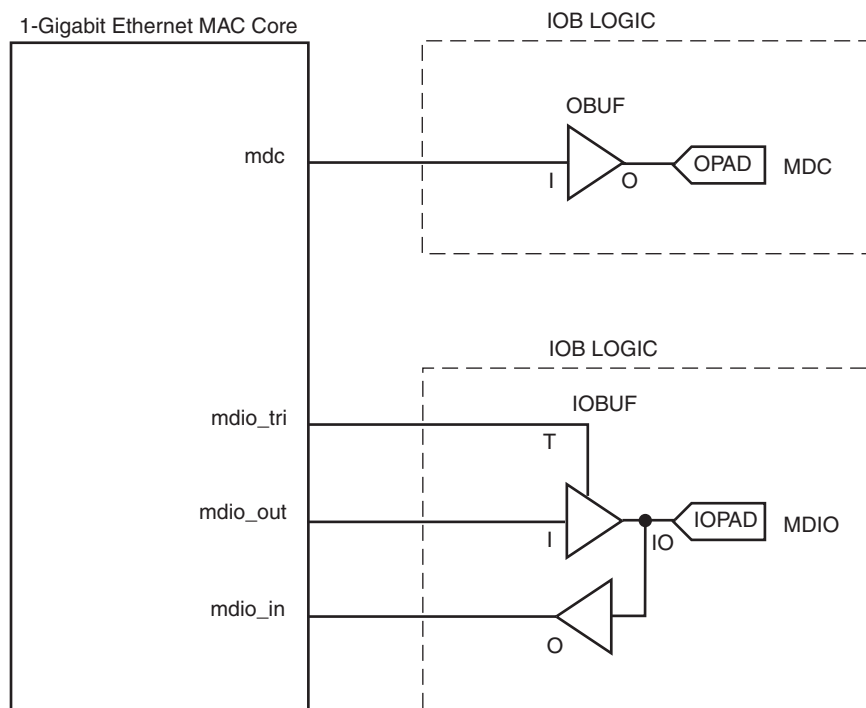 1-Gigabit Ethernet MAC Core
IOB LOGIC
OBUF
mdc
I
O
OPAD
MDC
IOB LOGIC
IOBUF
mdio_tri
T
mdio_out
I
IO
IOPAD
MDIO
mdio_in
O